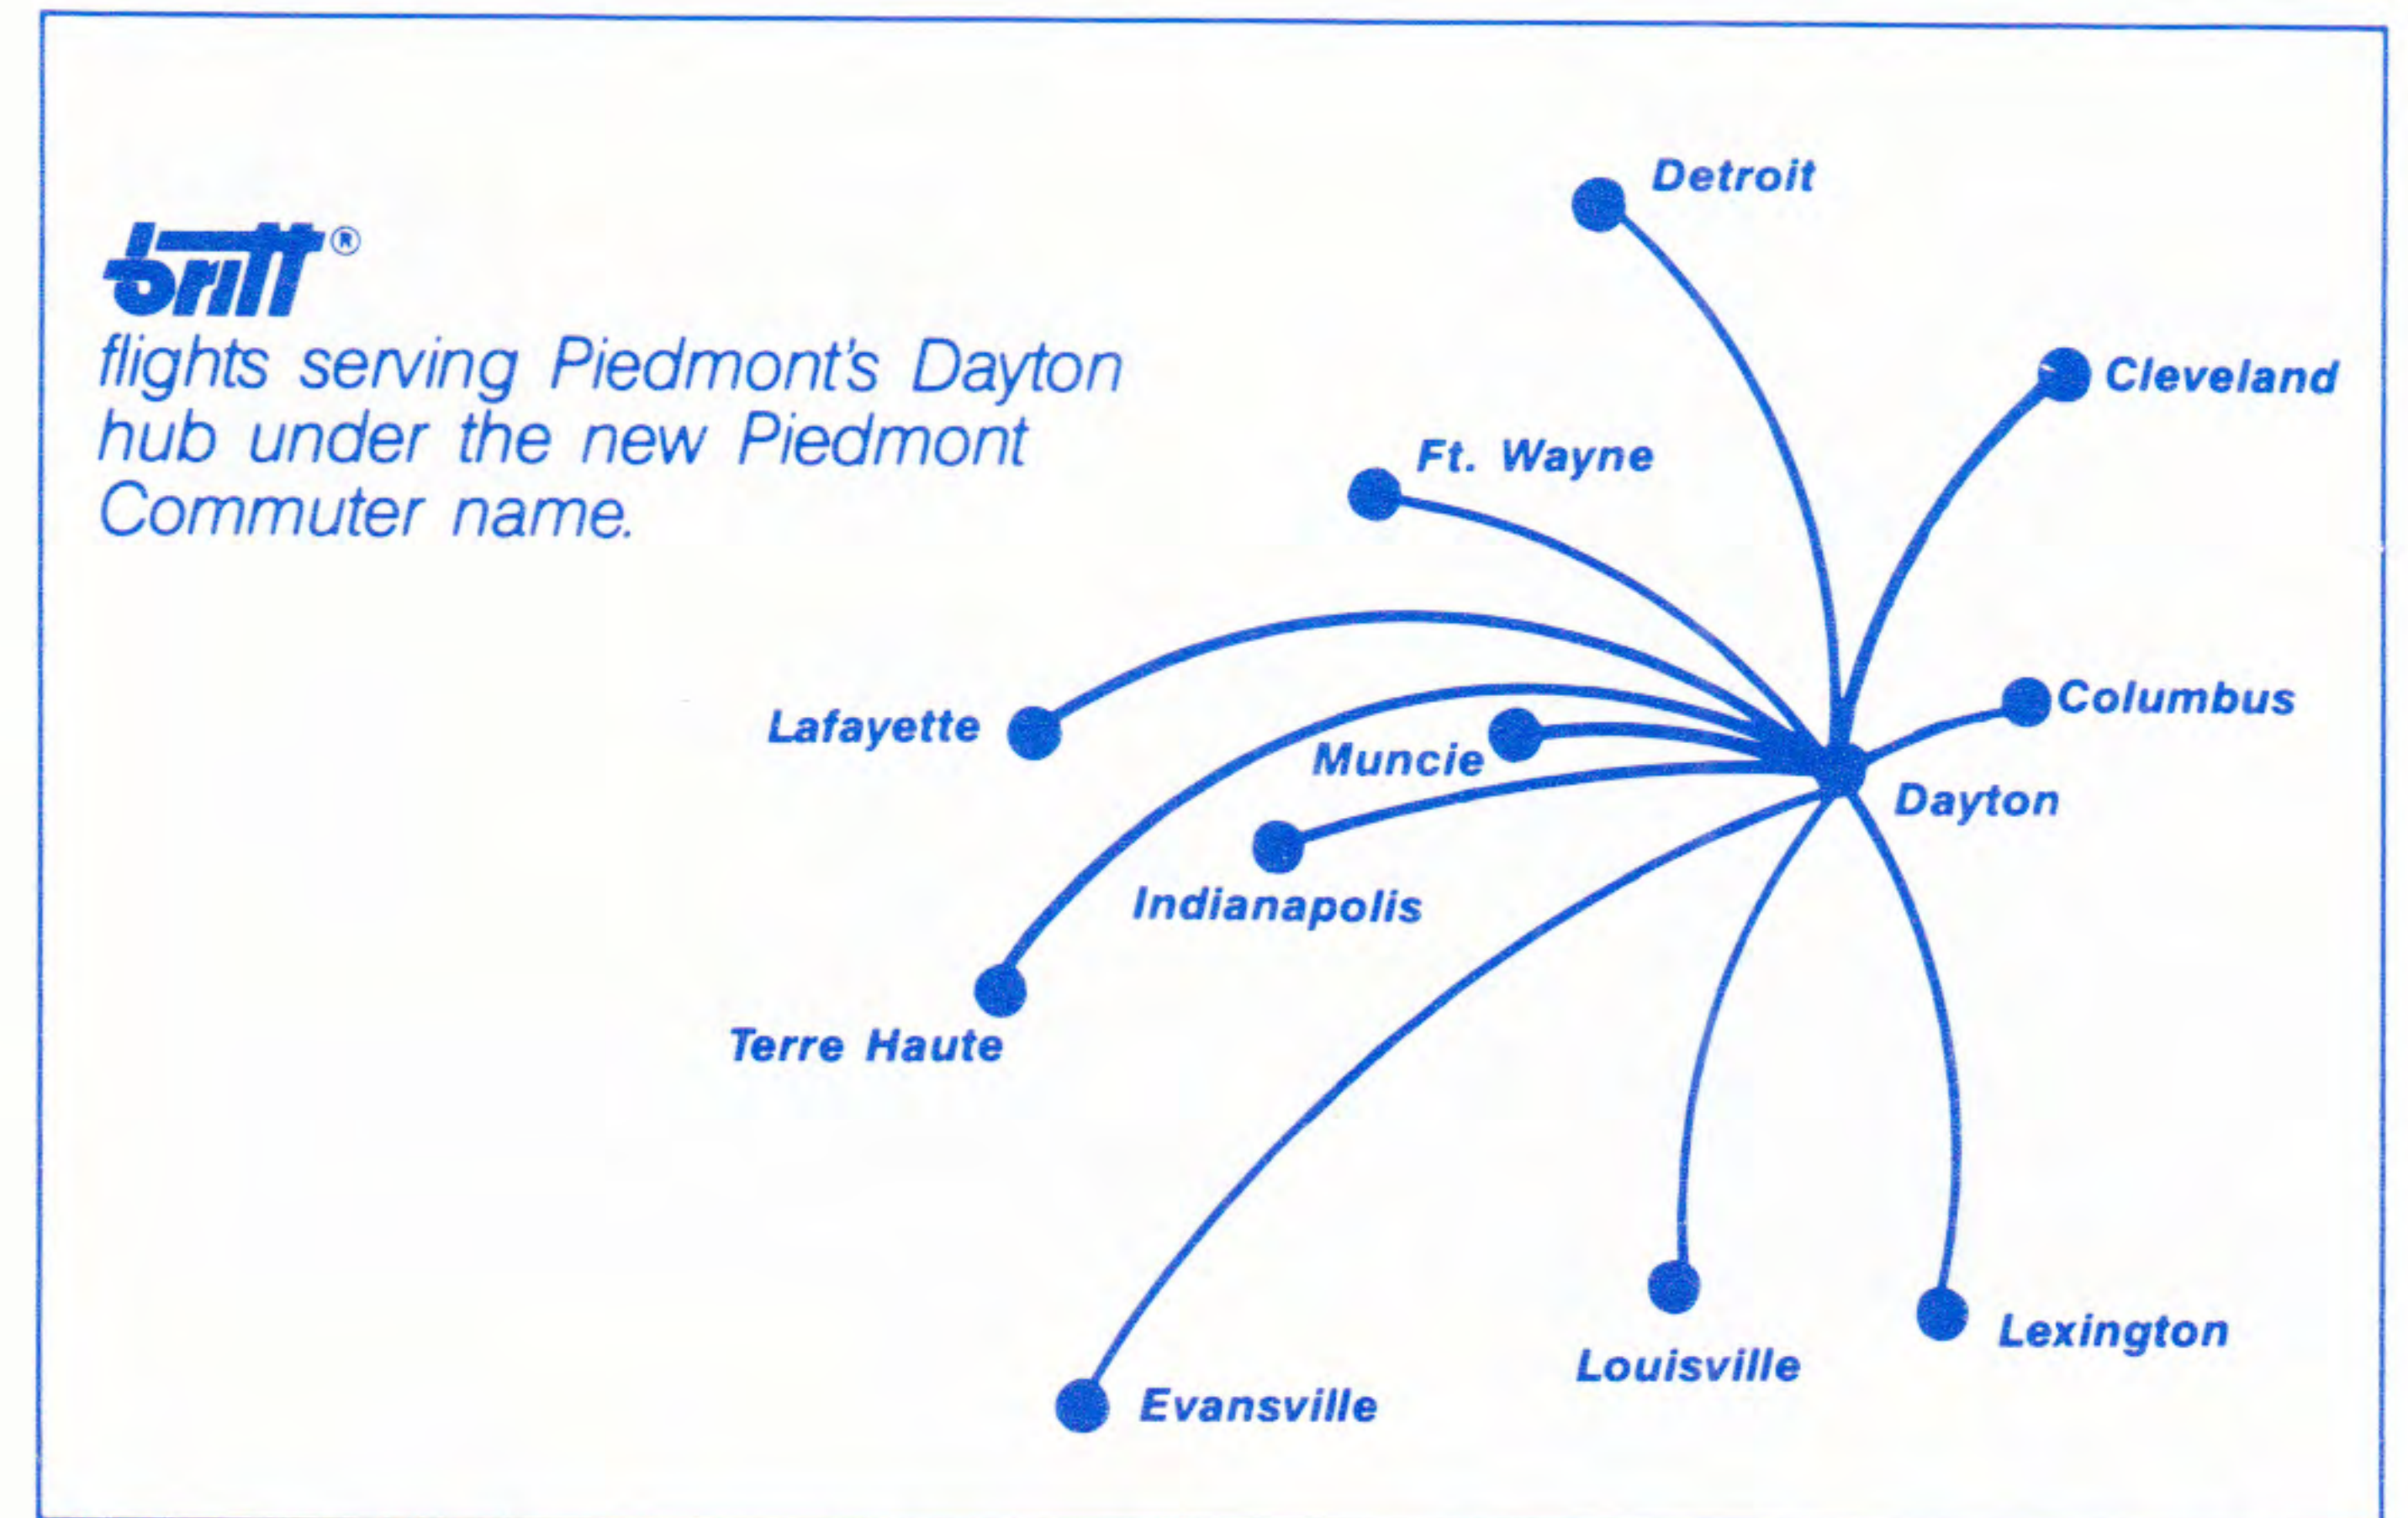 britt®
flights serving Piedmont's Dayton
hub under the new Piedmont
Commuter name.
Detroit
Cleveland
Ft. Wayne
Columbus
Lafayette
Muncie
Dayton
Indianapolis
Terre Haute
Lexington
Louisville
Evansville